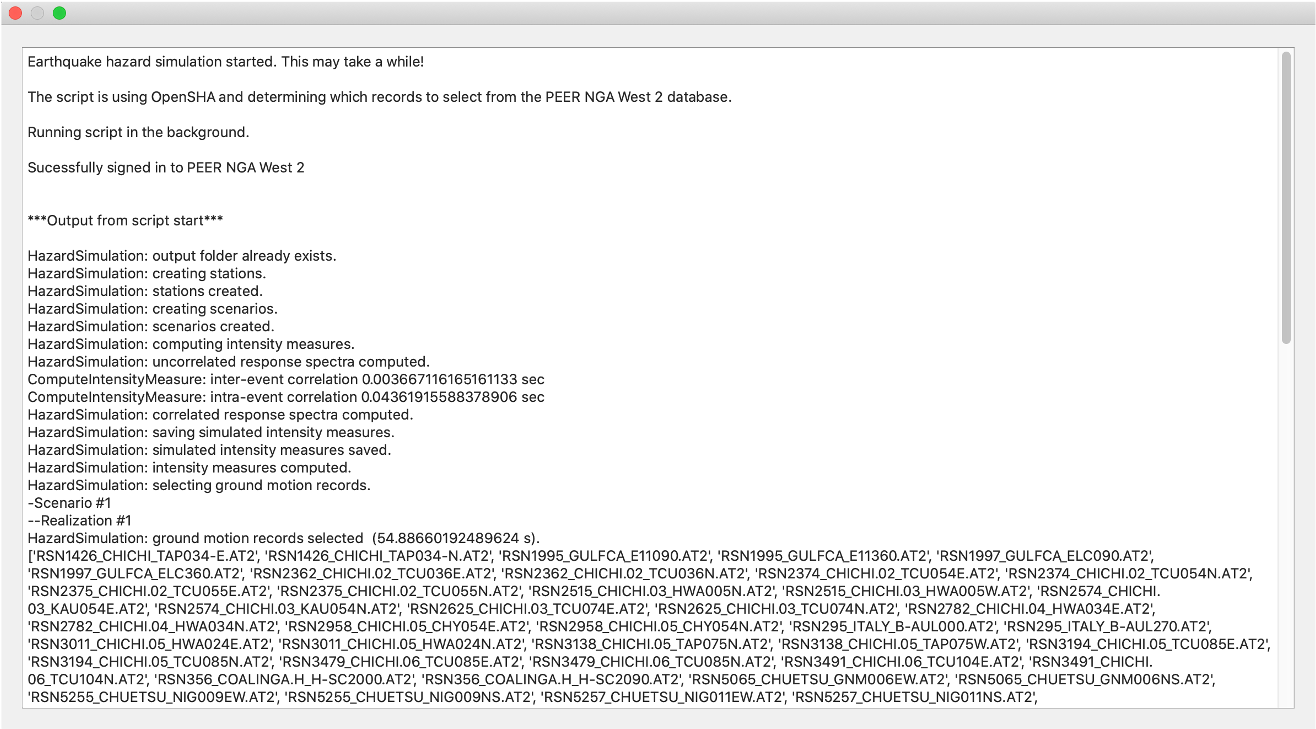 Earthquake hazard simulation started. This may take a while!
The script is using OpenSHA and determining which records to select from the PEER NGA West 2 database.
Running script in the background.
Sucessfully signed in to PEER NGA West 2
***Output from script start***
HazardSimulation: output folder already exists.
HazardSimulation: creating stations.
HazardSimulation: stations created.
HazardSimulation: creating scenarios.
HazardSimulation: scenarios created.
HazardSimulation: computing intensity measures.
HazardSimulation: uncorrelated response spectra computed.
ComputeIntensityMeasure: inter-event correlation 0.003667116165161133 sec
ComputeIntensityMeasure: intra-event correlation 0.04361915588378906 sec
HazardSimulation: correlated response spectra computed.
HazardSimulation: saving simulated intensity measures.
HazardSimulation: simulated intensity measures saved.
HazardSimulation: intensity measures computed.
HazardSimulation: selecting ground motion records.
-Scenario #1
--Realization #1
HazardSimulation: ground motion records selected  (54.88660192489624 s).
['RSN1426_CHICHI_TAP034-E.AT2', 'RSN1426_CHICHI_TAP034-N.AT2', 'RSN1995_GULFCA_E11090.AT2', 'RSN1995_GULFCA_E11360.AT2', 'RSN1997_GULFCA_ELC090.AT2',
'RSN1997_GULFCA_ELC360.AT2', 'RSN2362_CHICHI.02_TCU036E.AT2', 'RSN2362_CHICHI.02_TCU036N.AT2', 'RSN2374_CHICHI.02_TCU054E.AT2', 'RSN2374_CHICHI.02_TCU054N.AT2',
'RSN2375_CHICHI.02_TCU055E.AT2', 'RSN2375_CHICHI.02_TCU055N.AT2', 'RSN2515_CHICHI.03_HWA005N.AT2', 'RSN2515_CHICHI.03_HWA005W.AT2', 'RSN2574_CHICHI.
03_KAU054E.AT2', 'RSN2574_CHICHI.03_KAU054N.AT2', 'RSN2625_CHICHI.03_TCU074E.AT2', 'RSN2625_CHICHI.03_TCU074N.AT2', 'RSN2782_CHICHI.04_HWA034E.AT2',
'RSN2782_CHICHI.04_HWA034N.AT2', 'RSN2958_CHICHI.05_CHY054E.AT2', 'RSN2958_CHICHI.05_CHY054N.AT2', 'RSN295_ITALY_B-AUL000.AT2', 'RSN295_ITALY_B-AUL270.AT2',
'RSN3011_CHICHI.05_HWA024E.AT2', 'RSN3011_CHICHI.05_HWA024N.AT2', 'RSN3138_CHICHI.05_TAP075N.AT2', 'RSN3138_CHICHI.05_TAP075W.AT2', 'RSN3194_CHICHI.05_TCU085E.AT2',
'RSN3194_CHICHI.05_TCU085N.AT2', 'RSN3479_CHICHI.06_TCU085E.AT2', 'RSN3479_CHICHI.06_TCU085N.AT2', 'RSN3491_CHICHI.06_TCU104E.AT2', 'RSN3491_CHICHI.
06_TCU104N.AT2', 'RSN356_COALINGA.H_H-SC2000.AT2', 'RSN356_COALINGA.H_H-SC2090.AT2', 'RSN5065_CHUETSU_GNM006EW.AT2', 'RSN5065_CHUETSU_GNM006NS.AT2',
'RSN5255_CHUETSU_NIG009EW.AT2', 'RSN5255_CHUETSU_NIG009NS.AT2', 'RSN5257_CHUETSU_NIG011EW.AT2', 'RSN5257_CHUETSU_NIG011NS.AT2',